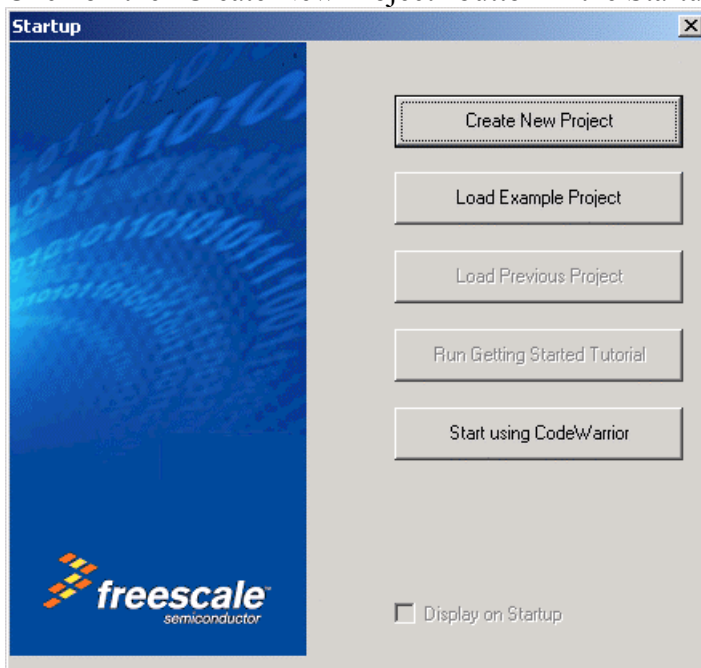 Startup
Create New Project
Load Example Project
Load Previous Project
Run Getting Started Tutorial
Start using CodeWarrior
freescale™
semiconductor
Display on Startup